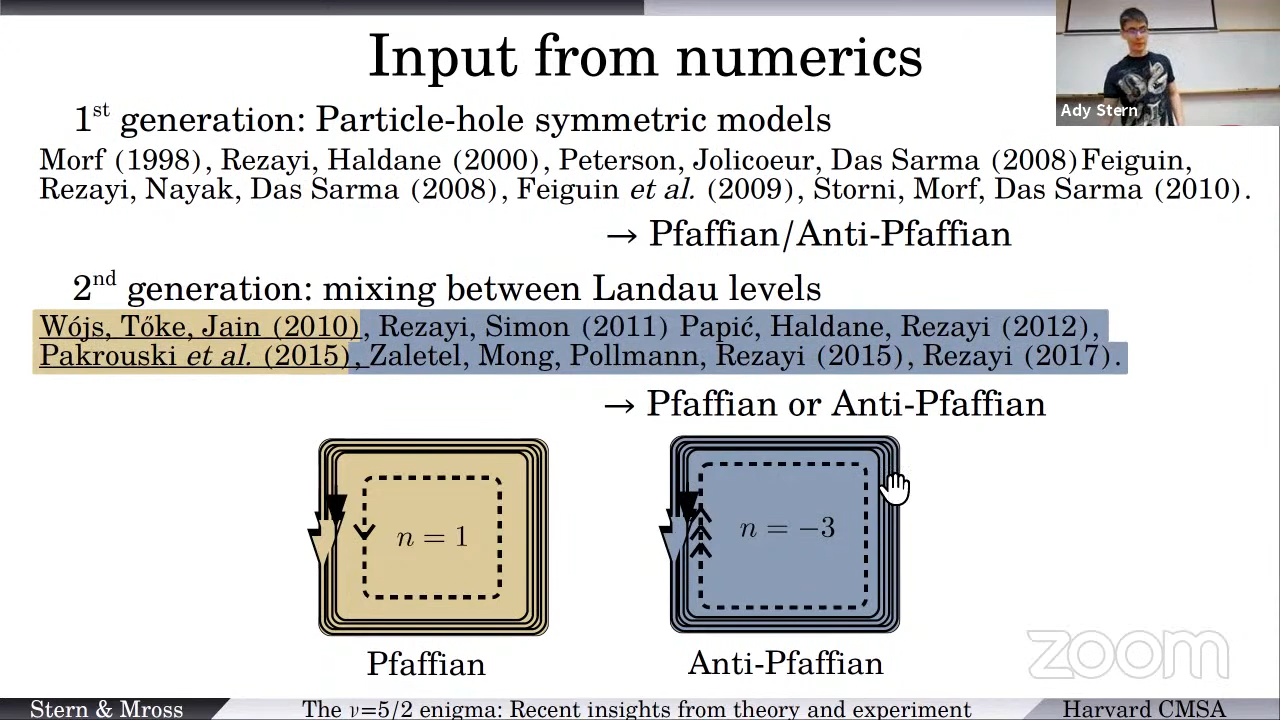 Input from numerics
Ady Stern
1st generation: Particle-hole symmetric models
Morf (1998), Rezayi, Haldane (2000), Peterson, Jolicoeur, Das Sarma (2008)Feiguin,
Rezayi, Nayak, Das Sarma (2008), Feiguin et al. (2009), Storni, Morf, Das Sarma (2010).
→ Pfaffian/Anti-Pfaffian
2nd generation: mixing between Landau levels
Wójs, Tőke, Jain (2010), Rezayi, Simon (2011) Papić, Haldane, Rezayi (2012),
Pakrouski et al. (2015), Zaletel, Mong, Pollmann, Rezayi (2015), Rezayi (2017).
→ Pfaffian or Anti-Pfaffian
n = 1
n = −3
Pfaffian
Anti-Pfaffian
zoom
Stern & Mross
The ν=5/2 enigma: Recent insights from theory and experiment
Harvard CMSA